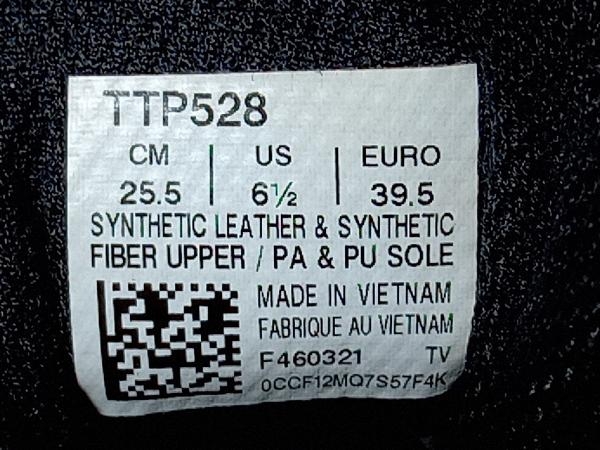 TTP528
CM | US | EURO
25.5 | 6½ | 39.5
SYNTHETIC LEATHER & SYNTHETIC
FIBER UPPER / PA & PU SOLE
MADE IN VIETNAM
FABRIQUE AU VIETNAM
F460321 TV
0CCF12MQ7S57F4K